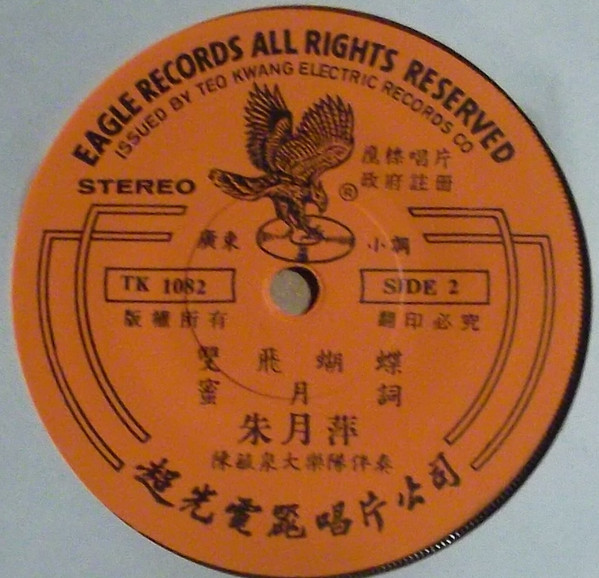 EAGLE RECORDS ALL RIGHTS RESERVED
ISSUED BY TEO KWANG ELECTRIC RECORDS CO
STEREO
®
唱片
政府註冊
廣東 小調
TK 1082 SIDE 2
版權所有 翻印必究
雙飛蝴蝶
蜜月詞
朱月萍
陳毓泉大樂隊伴奏
超光電器唱片公司